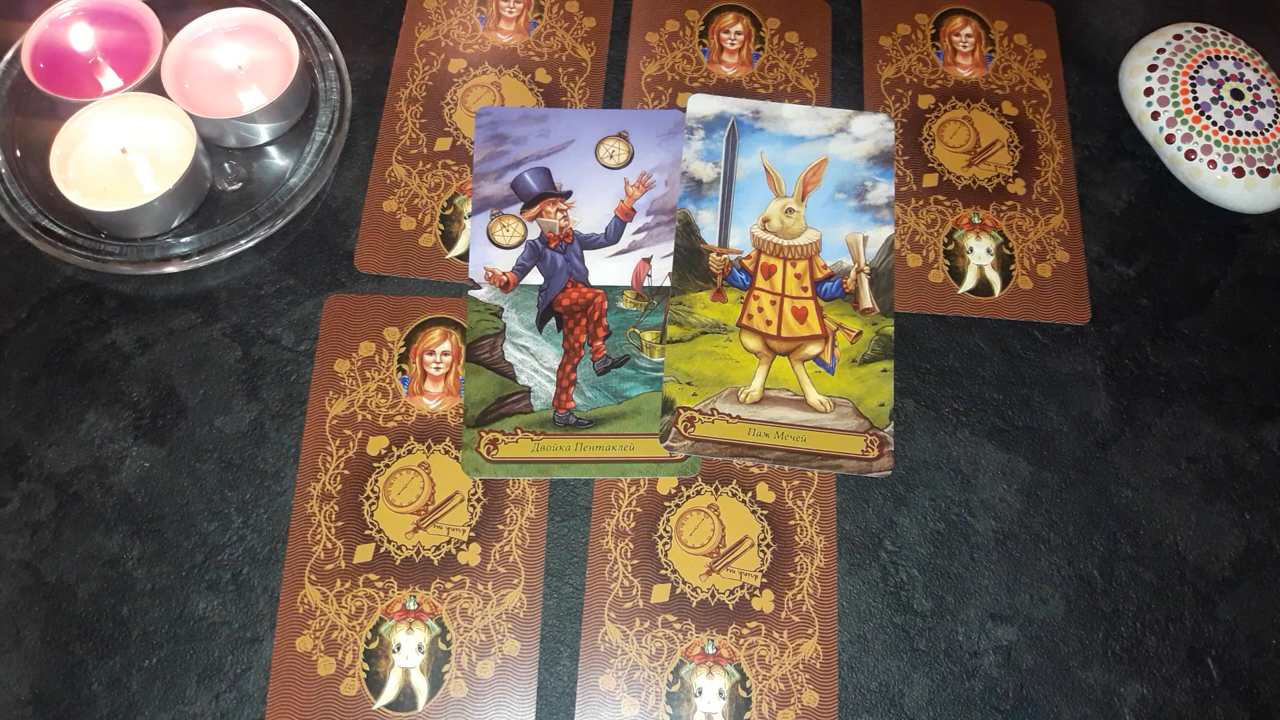 Двойка Пентаклей
Паж Мечей